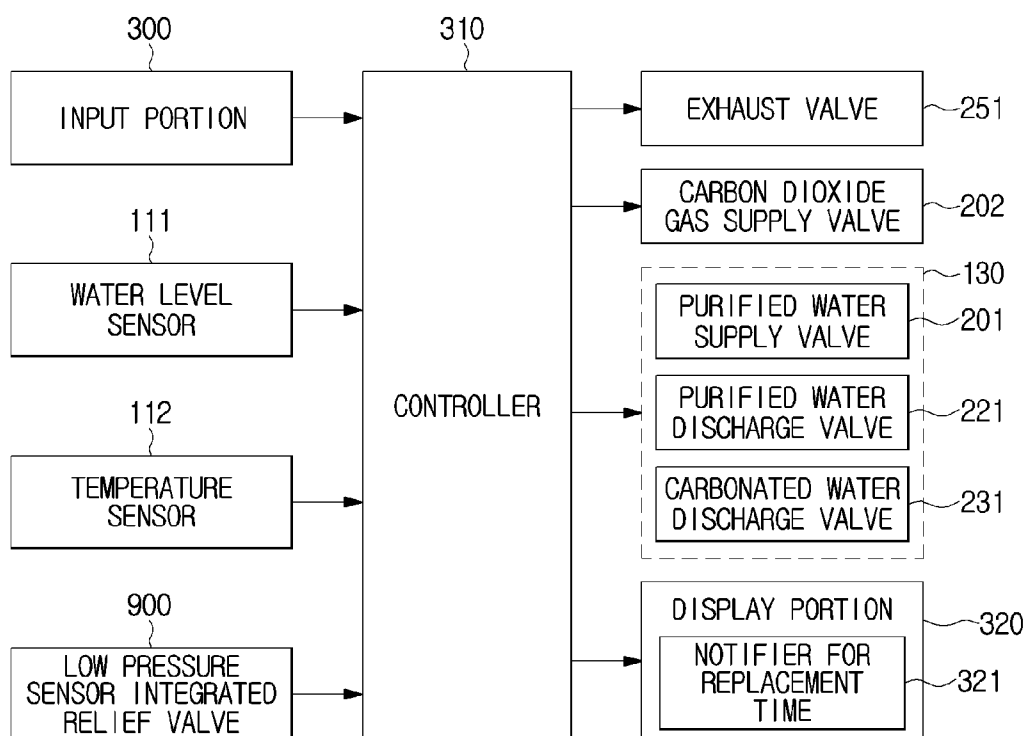 300
INPUT PORTION
111
WATER LEVEL
SENSOR
112
TEMPERATURE
SENSOR
900
LOW PRESSURE
SENSOR INTEGRATED
RELIEF VALVE
310
CONTROLLER
EXHAUST VALVE
251
CARBON DIOXIDE
GAS SUPPLY VALVE
202
130
PURIFIED WATER
SUPPLY VALVE
201
PURIFIED WATER
DISCHARGE VALVE
221
CARBONATED WATER
DISCHARGE VALVE
231
DISPLAY PORTION
320
NOTIFIER FOR
REPLACEMENT
TIME
321